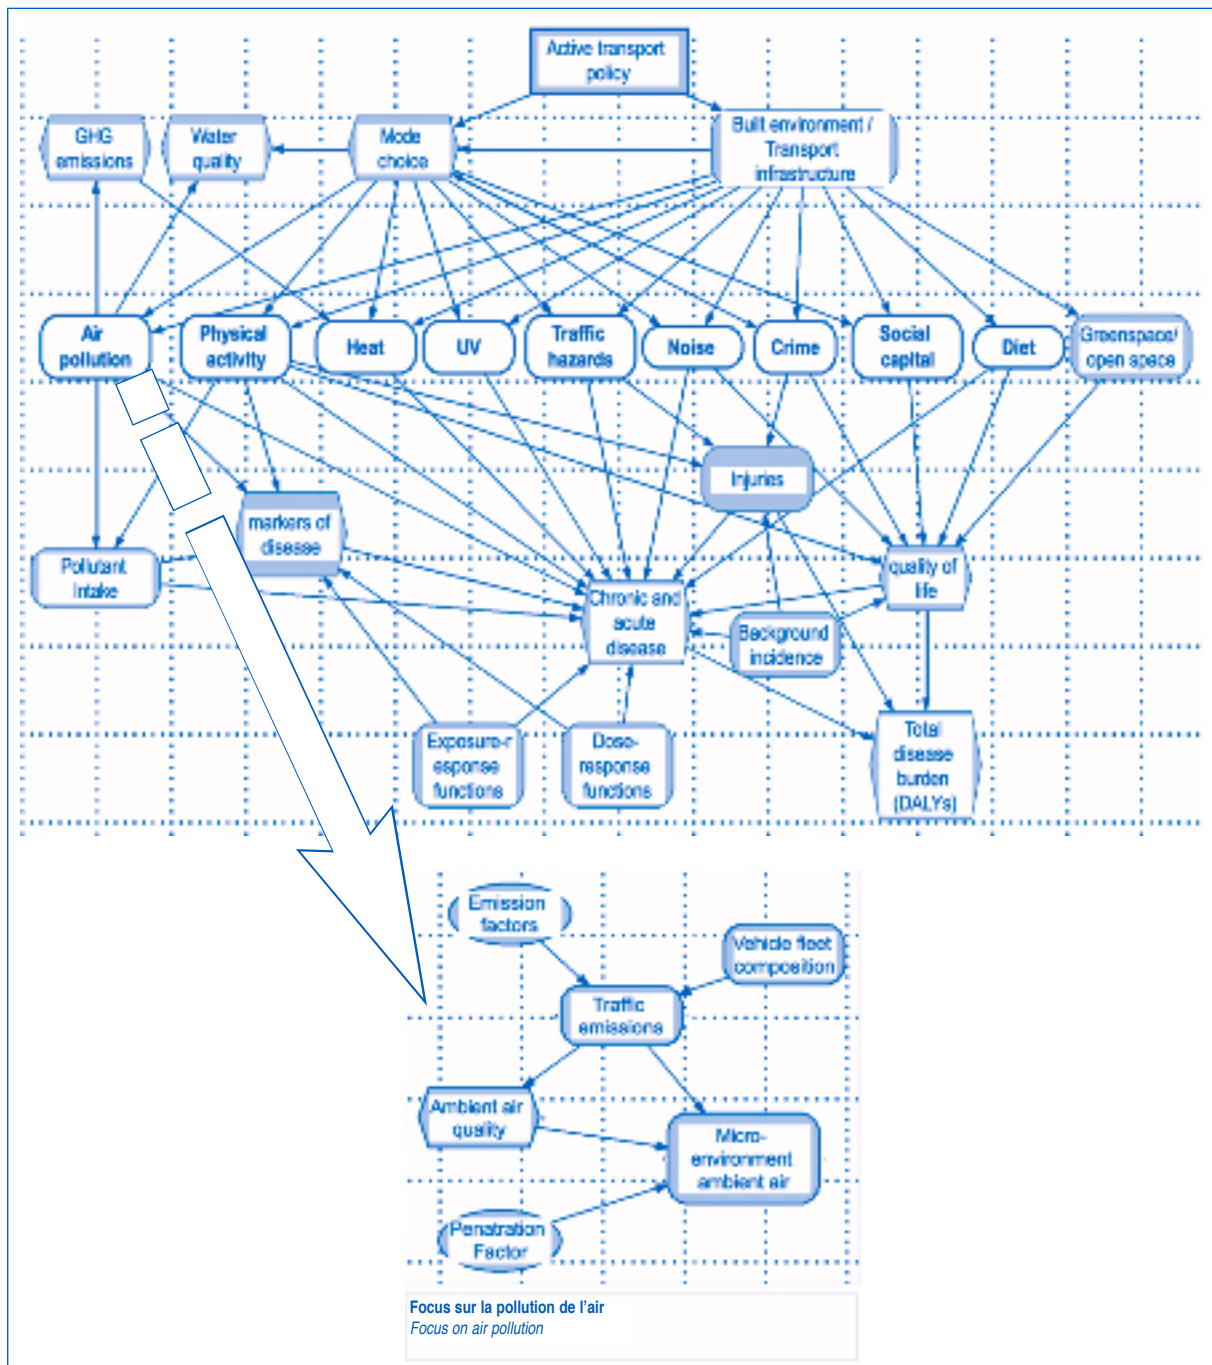 Active transport
policy
GHG
emissions
Water
quality
Mode
choice
Built environment /
Transport
infrastructure
Air
pollution
Physical
activity
Heat
UV
Traffic
hazards
Noise
Crime
Social
capital
Diet
Greenspace/
open space
Injuries
markers of
disease
Pollutant
Intake
quality of
life
Chronic and
acute
disease
Background
incidence
Exposure-r
esponse
functions
Dose-
response
functions
Total
disease
burden
(DALYs)
Emission
factors
Vehicle fleet
composition
Traffic
emissions
Ambient air
quality
Micro-
environment
ambient air
Penatration
Factor
Focus sur la pollution de l'air
Focus on air pollution